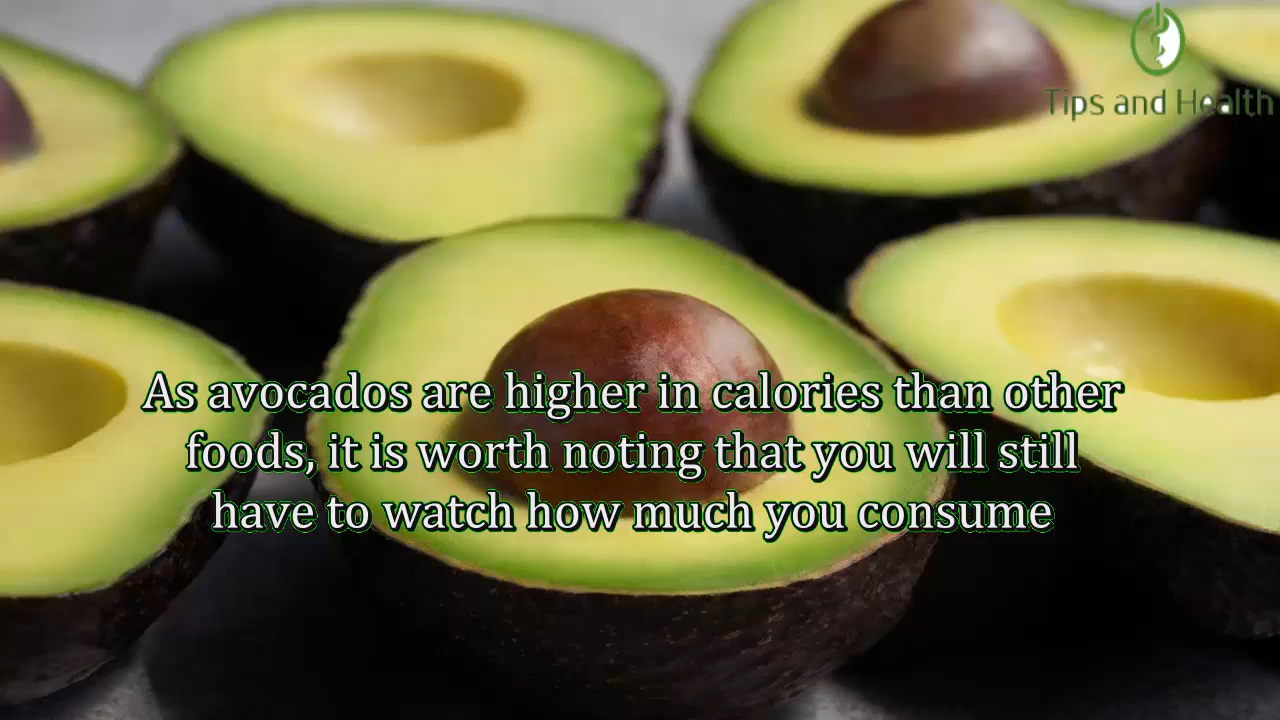 Tips and Health
As avocados are higher in calories than other
foods, it is worth noting that you will still
have to watch how much you consume